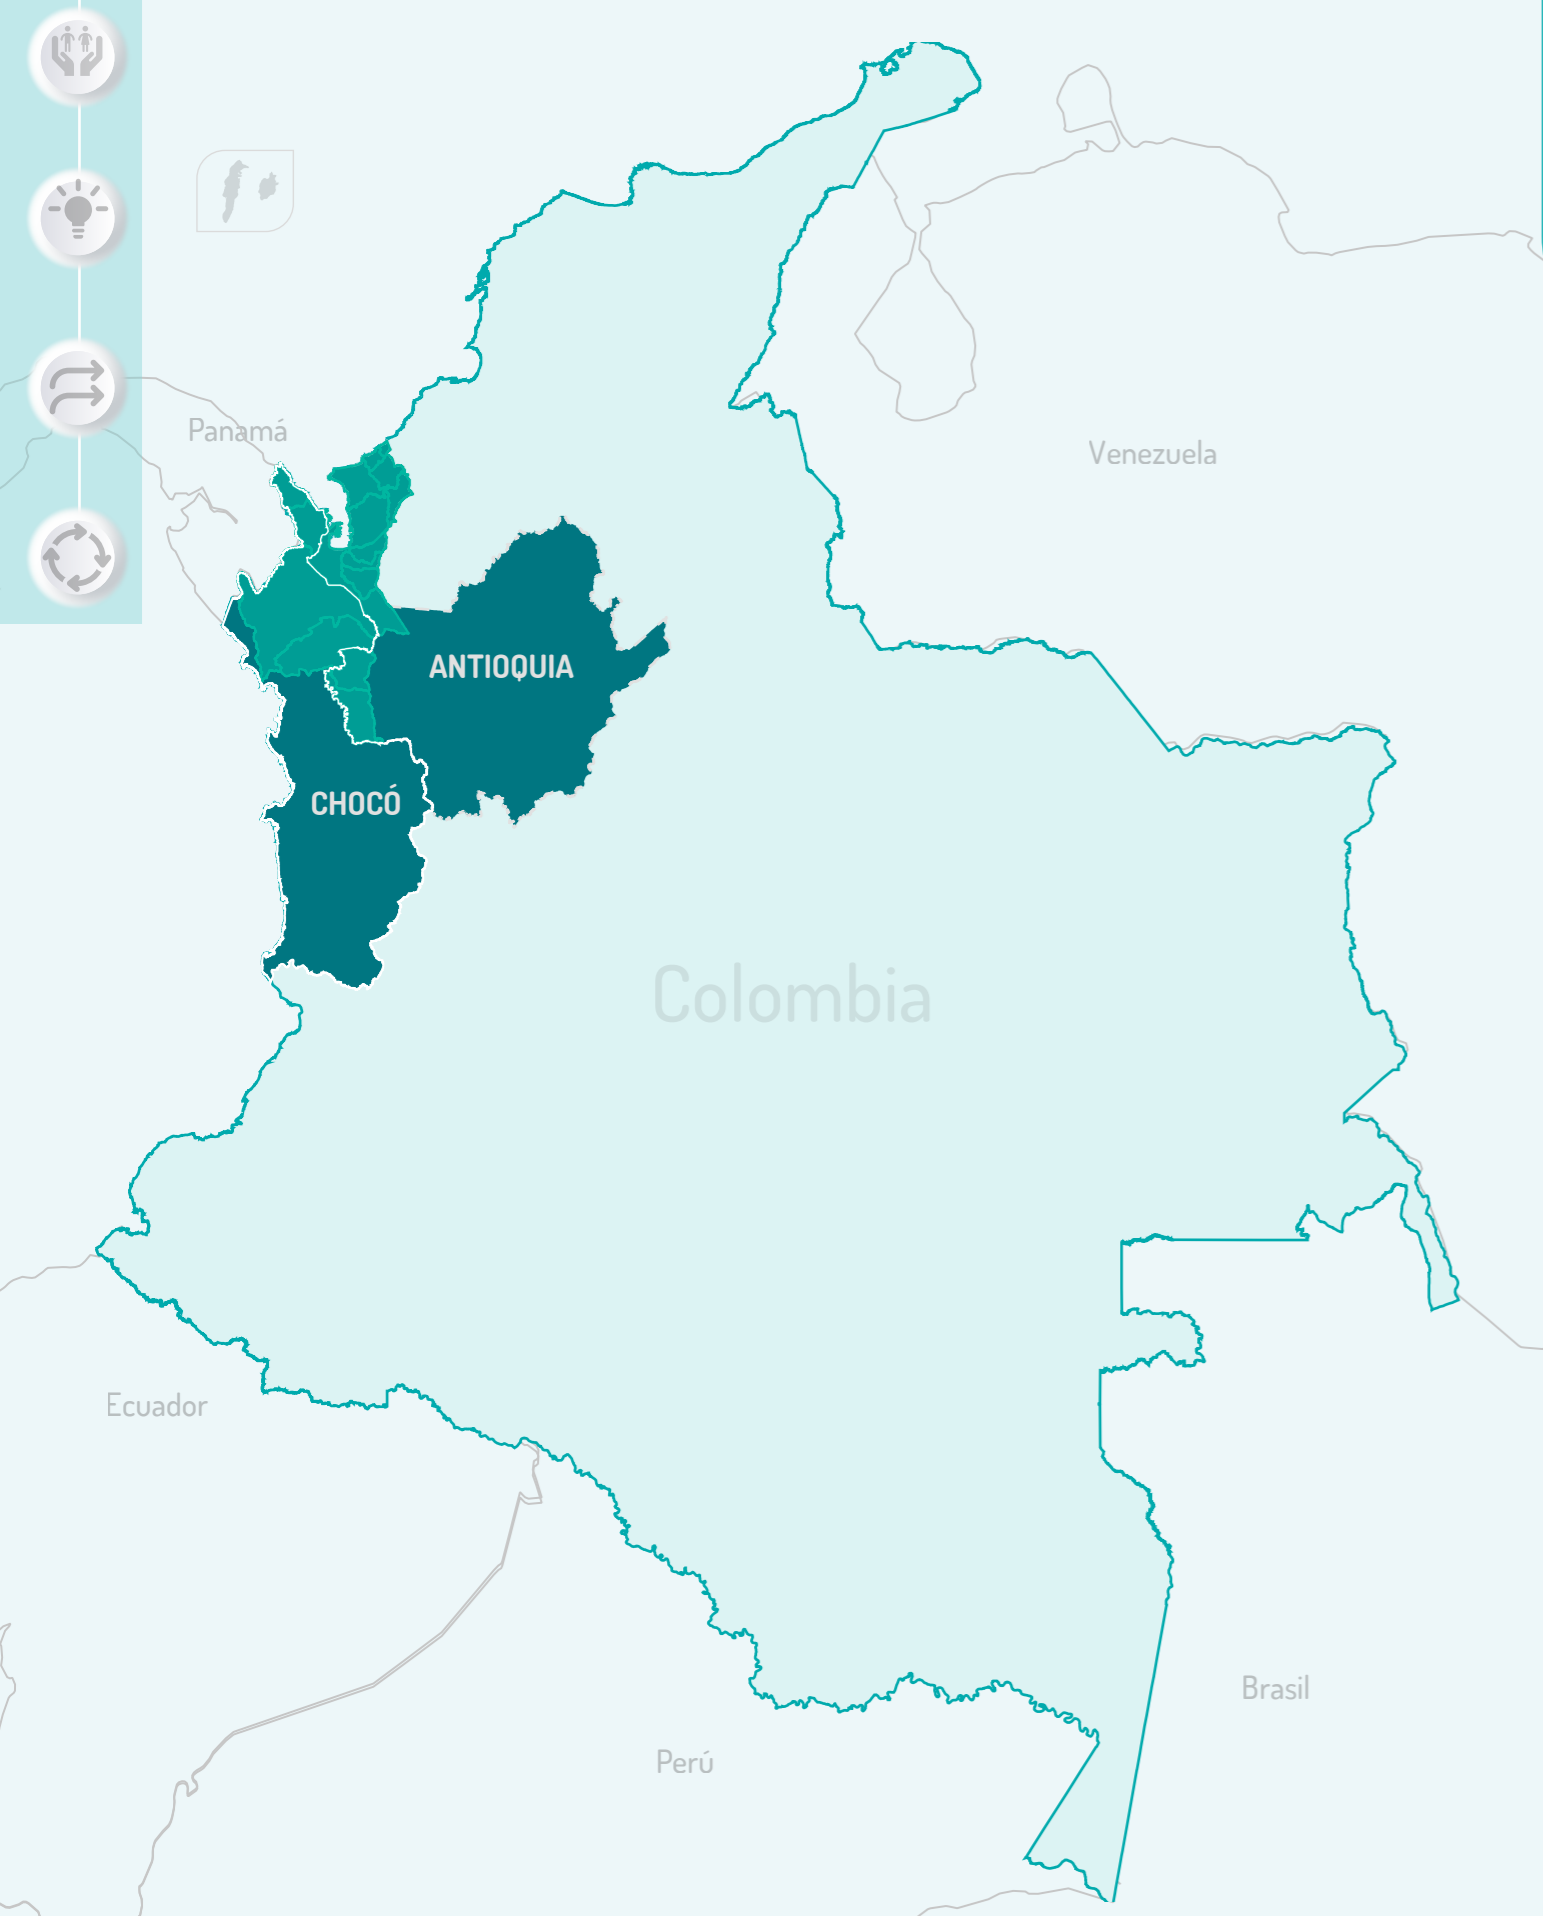 Panamá
Venezuela
ANTIOQUIA
CHOCÓ
Colombia
Ecuador
Brasil
Perú